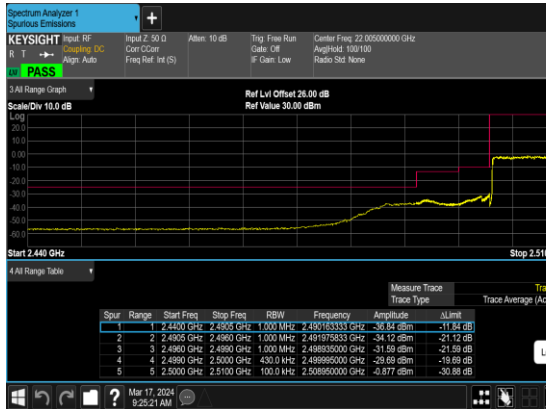 Spectrum Analyzer 1
Spurious Emissions
+
KEYSIGHT Input: RF Input Z: 50 Ω Atten: 10 dB Trig: Free Run Center Freq: 22.005000000 GHz
R T Coupling: DC Corr CCorr Gate: Off Avg|Hold: 100/100
Align: Auto Freq Ref: Int (S) IF Gain: Low Radio Std: None
LU PASS
3 All Range Graph
Ref Lvl Offset 26.00 dB
Scale/Div 10.0 dB Ref Value 30.00 dBm
Log
20.0
10.0
0.00
-10.0
-20.0
-30.0
-40.0
-50.0
-60.0
Start 2.440 GHz Stop 2.510
4 All Range Table
Measure Trace Tra
Trace Type Trace Average (Ac
Spur Range Start Freq Stop Freq RBW Frequency Amplitude ΔLimit
1 1 2.4400 GHz 2.4905 GHz 1.000 MHz 2.490163333 GHz -36.84 dBm -11.84 dB
2 2 2.4905 GHz 2.4960 GHz 1.000 MHz 2.491975833 GHz -34.12 dBm -21.12 dB
3 3 2.4960 GHz 2.4990 GHz 1.000 MHz 2.498935000 GHz -31.59 dBm -21.59 dB
4 4 2.4990 GHz 2.5000 GHz 430.0 kHz 2.499995000 GHz -29.69 dBm -19.69 dB
5 5 2.5000 GHz 2.5100 GHz 100.0 kHz 2.508950000 GHz -0.877 dBm -30.88 dB
L
?
Mar 17, 2024
9:25:21 AM